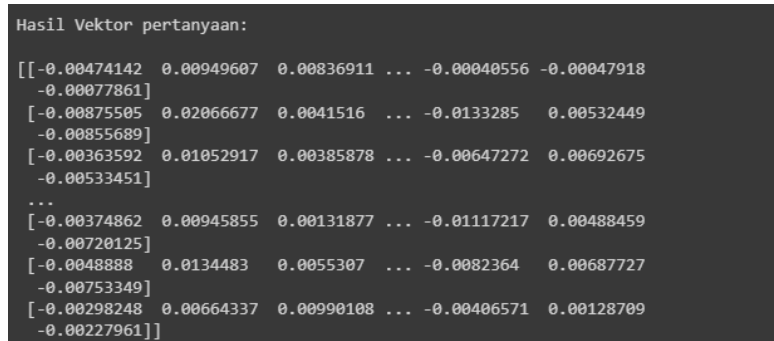 Hasil Vektor pertanyaan:
[[-0.00474142 0.00949607 0.00836911 ... -0.00040556 -0.00047918
-0.00077861]
[-0.00875505 0.02066677 0.0041516 ... -0.0133285 0.00532449
-0.00855689]
[-0.00363592 0.01052917 0.00385878 ... -0.00647272 0.00692675
-0.00533451]
...
[-0.00374862 0.00945855 0.00131877 ... -0.01117217 0.00488459
-0.00720125]
[-0.0048888 0.0134483 0.0055307 ... -0.0082364 0.00687727
-0.00753349]
[-0.00298248 0.00664337 0.00990108 ... -0.00406571 0.00128709
-0.00227961]]